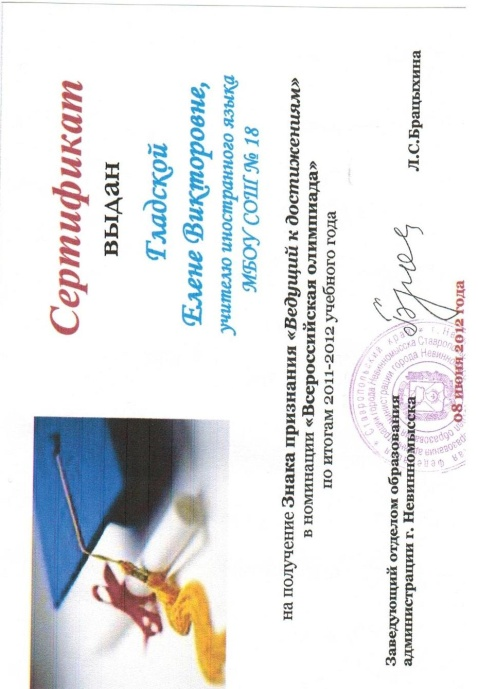 Сертификат
выдан
Гладской
Елене Викторовне,
учителю иностранного языка
МБОУ СОШ № 18
на получение Знака признания «Ведущий к достижениям»
в номинации «Всероссийская олимпиада»
по итогам 2011-2012 учебного года
Заведующий отделом образования
администрации г. Невинномысска
Л.С.Брацыхина
08 июня 2012 года